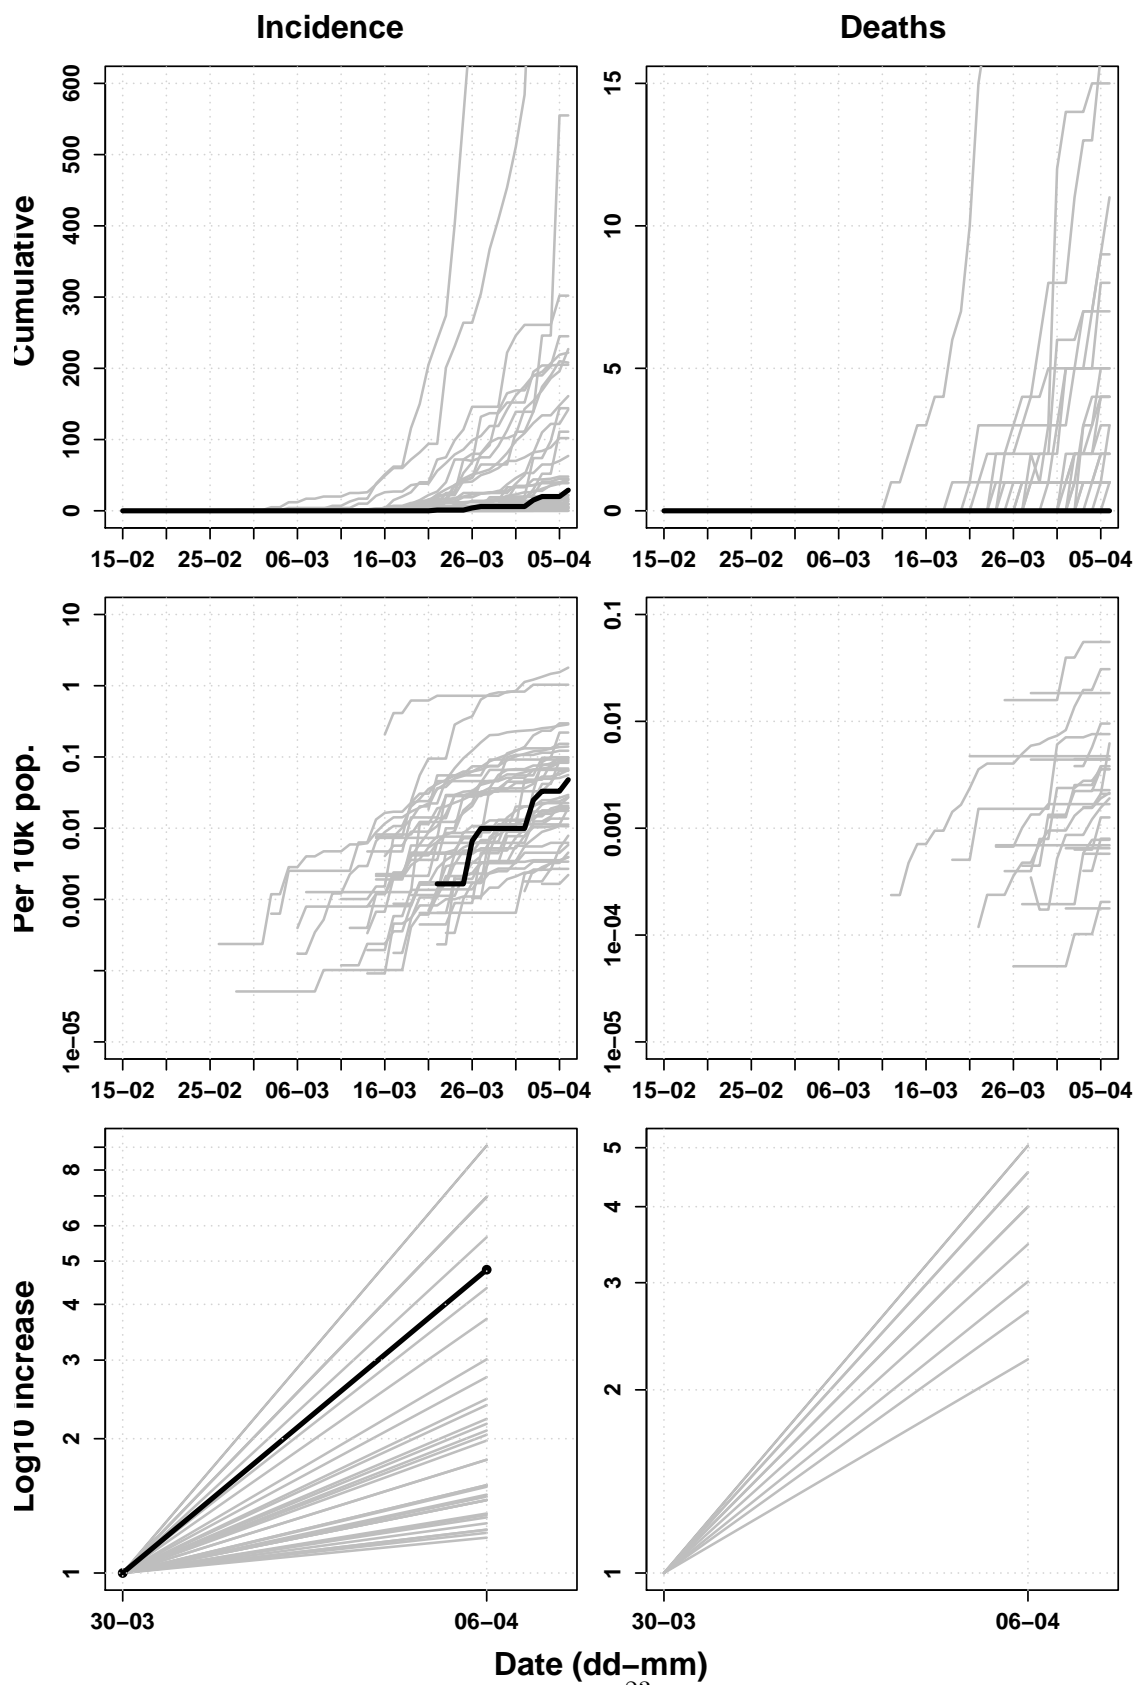 Incidence Deaths
Cumulative
0 100 200 300 400 500 600
15−02 25−02 06−03 16−03 26−03 05−04
0 5 10 15
15−02 25−02 06−03 16−03 26−03 05−04
Per 10k pop.
1e−05 0.001 0.01 0.1 1 10
15−02 25−02 06−03 16−03 26−03 05−04
1e−05 1e−04 0.001 0.01 0.1
15−02 25−02 06−03 16−03 26−03 05−04
Log10 increase
1 2 3 4 5 6 8
30−03 06−04
1 2 3 4 5
30−03 06−04
Date (dd−mm)